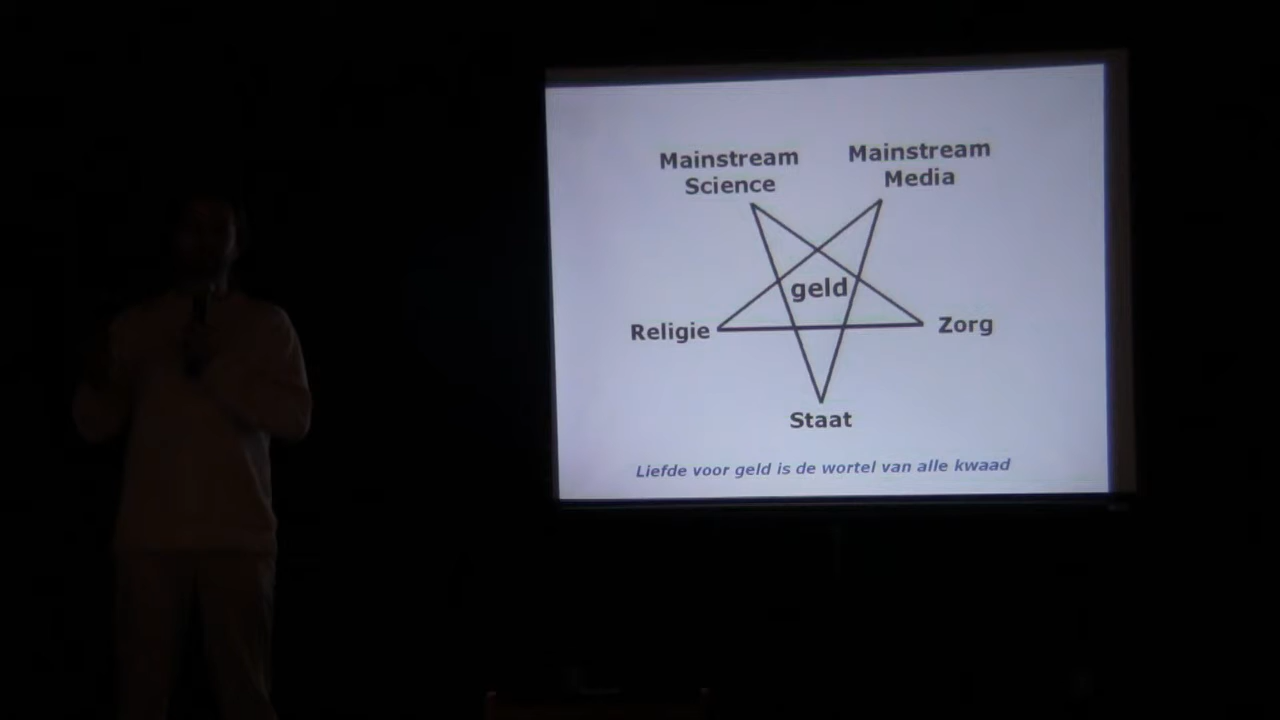 Mainstream
Science
Mainstream
Media
geld
Religie
Zorg
Staat
Liefde voor geld is de wortel van alle kwaad